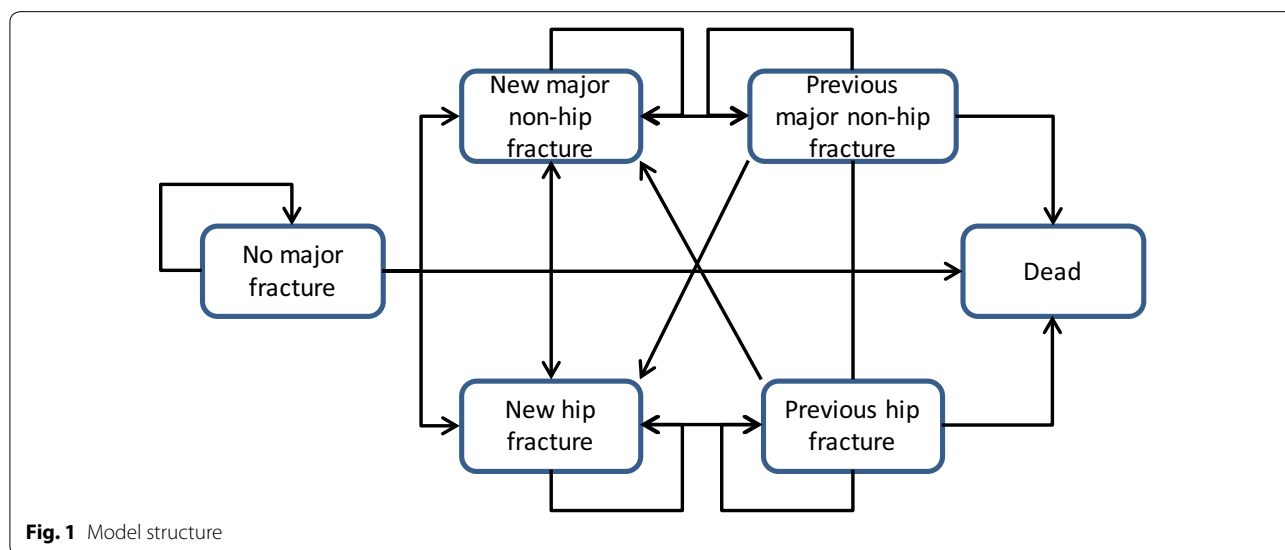 New major
non-hip
fracture
Previous
major non-hip
fracture
No major
fracture
Dead
New hip
fracture
Previous hip
fracture
Fig. 1 Model structure